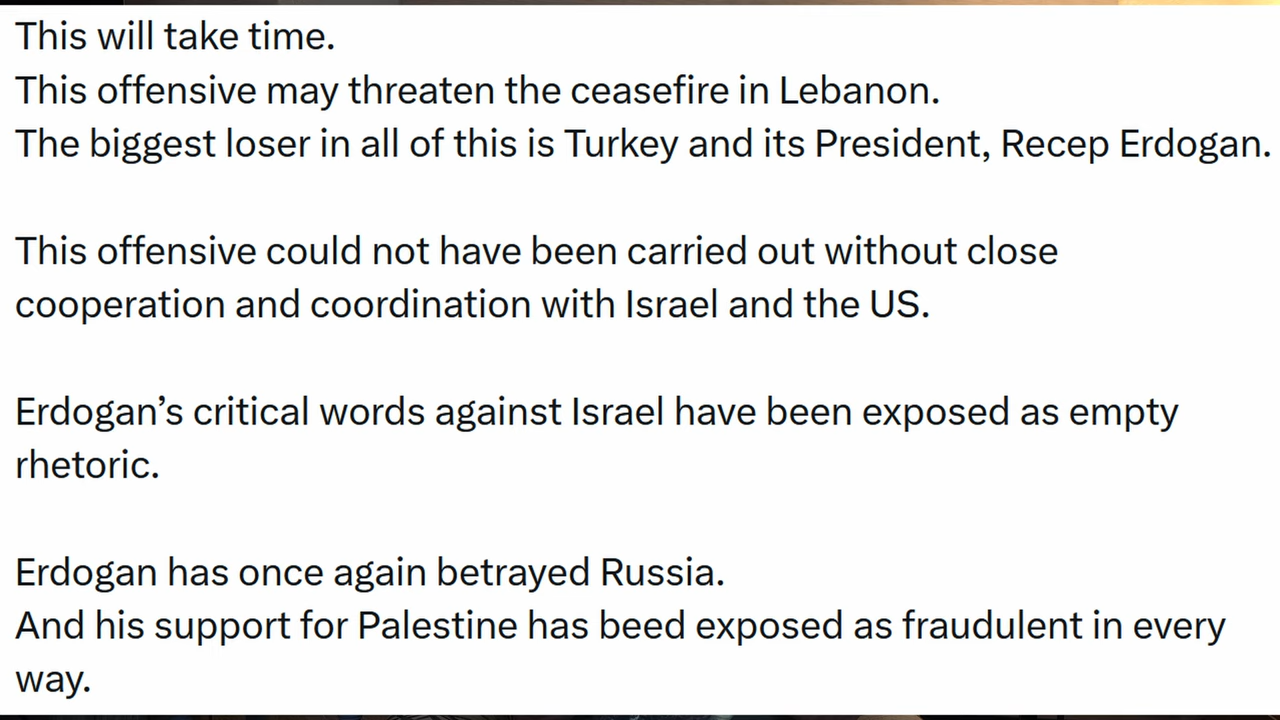 This will take time.
This offensive may threaten the ceasefire in Lebanon.
The biggest loser in all of this is Turkey and its President, Recep Erdogan.
This offensive could not have been carried out without close
cooperation and coordination with Israel and the US.
Erdogan’s critical words against Israel have been exposed as empty
rhetoric.
Erdogan has once again betrayed Russia.
And his support for Palestine has beed exposed as fraudulent in every
way.